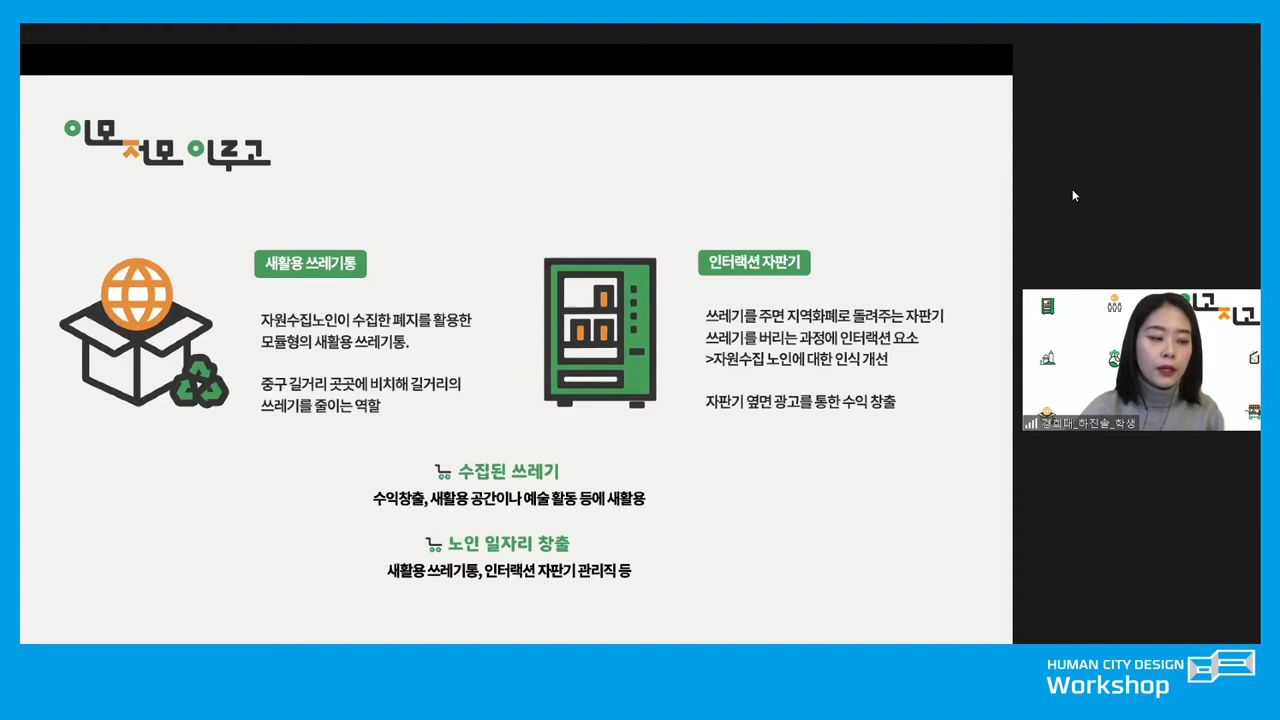 이모
저모 이루고
새활용 쓰레기통
자원수집노인이 수집한 폐지를 활용한
모듈형의 새활용 쓰레기통.
중구 길거리 곳곳에 비치해 길거리의
쓰레기를 줄이는 역할
인터랙션 자판기
쓰레기를 주면 지역화폐로 돌려주는 자판기
쓰레기를 버리는 과정에 인터랙션 요소
>자원수집 노인에 대한 인식 개선
자판기 옆면 광고를 통한 수익 창출
수집된 쓰레기
수익창출, 새활용 공간이나 예술 활동 등에 새활용
노인 일자리 창출
새활용 쓰레기통, 인터랙션 자판기 관리직 등
경희대_하진솔_학생
HUMAN CITY DESIGN
Workshop